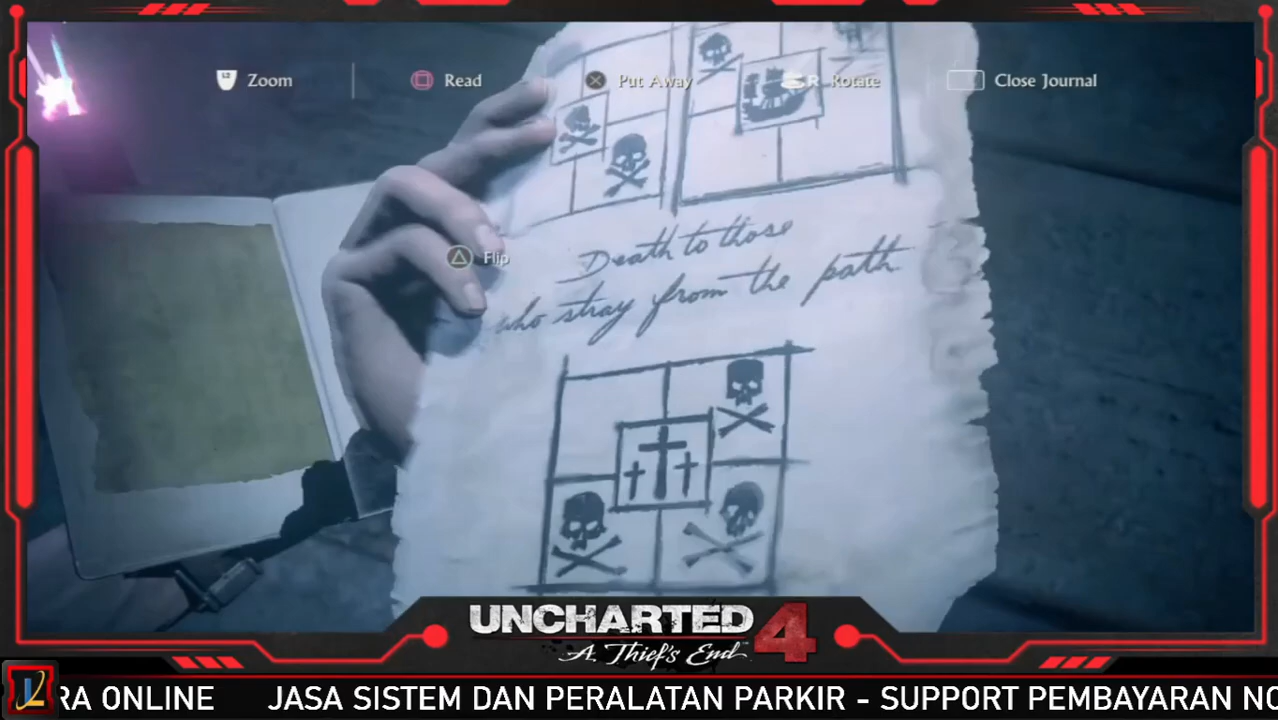 L2 Zoom
Read
Put Away
R Rotate
Close Journal
Flip
Death to those
who stray from the path
UNCHARTED 4
A Thief's End
RA ONLINE JASA SISTEM DAN PERALATAN PARKIR - SUPPORT PEMBAYARAN NO